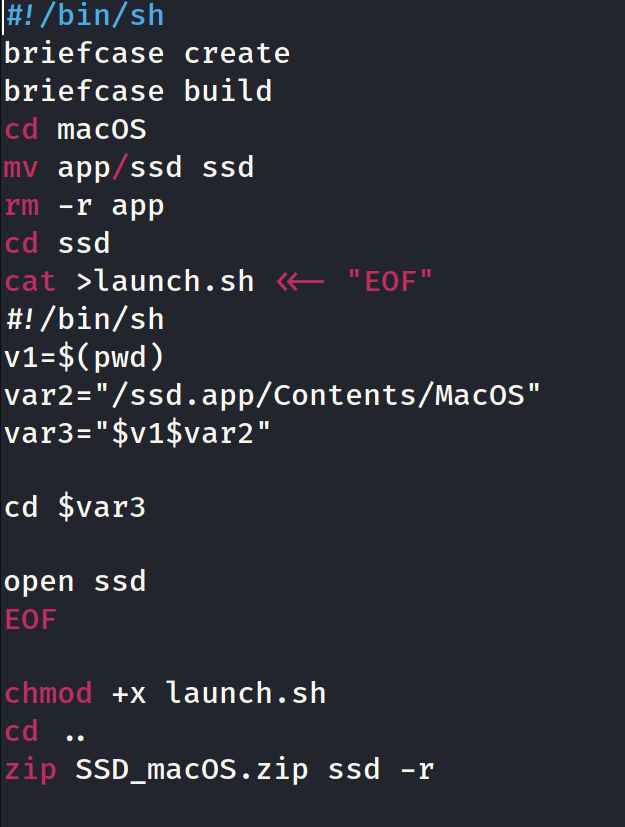 #!/bin/sh
briefcase create
briefcase build
cd macOS
mv app/ssd ssd
rm -r app
cd ssd
cat >launch.sh <<- "EOF"
#!/bin/sh
v1=$(pwd)
var2="/ssd.app/Contents/MacOS"
var3="$v1$var2"
cd $var3
open ssd
EOF
chmod +x launch.sh
cd ..
zip SSD_macOS.zip ssd -r